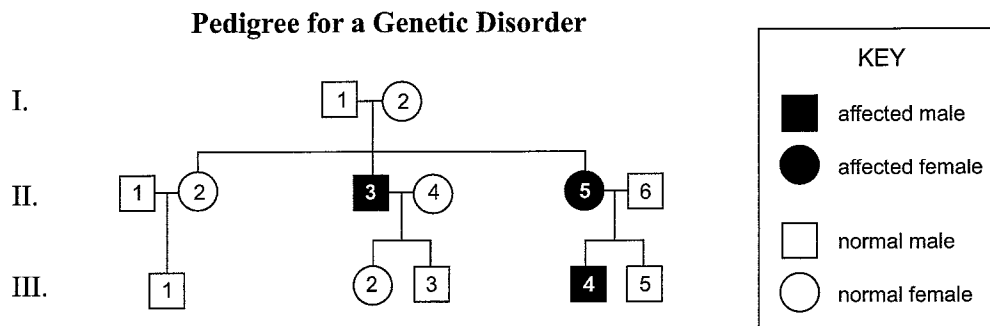 Pedigree for a Genetic Disorder
KEY
I.
1 2
affected male
affected female
II.
1 2 3 4 5 6
normal male
III.
1 2 3 4 5
normal female